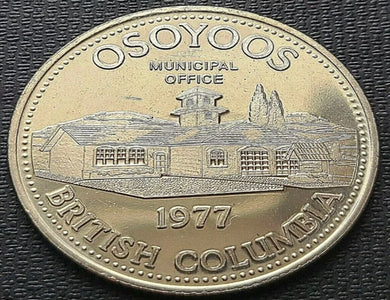 OSOYOOS
MUNICIPAL
OFFICE
1977
BRITISH COLUMBIA